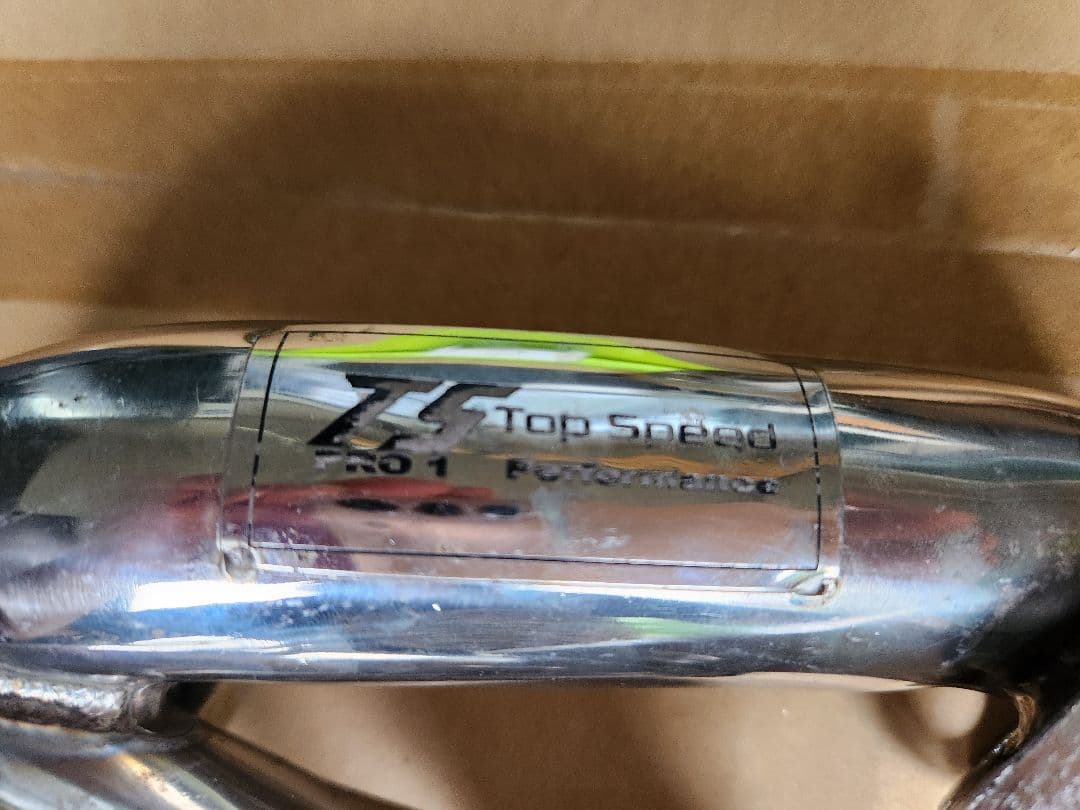 TS Top Speed
PRO 1 Performance